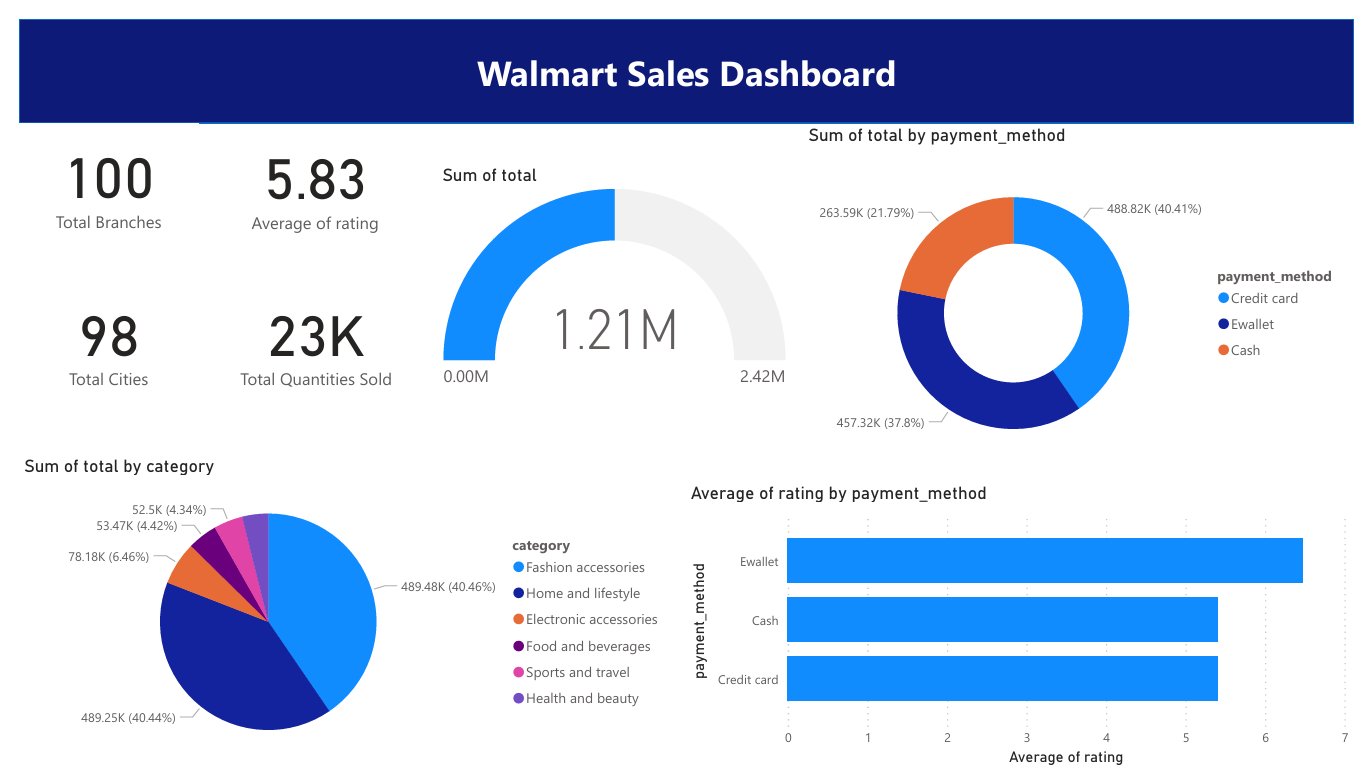 Walmart Sales Dashboard
100
Total Branches
5.83
Average of rating
98
Total Cities
23K
Total Quantities Sold
Sum of total
1.21M
0.00M
2.42M
Sum of total by payment_method
263.59K (21.79%)
488.82K (40.41%)
457.32K (37.8%)
payment_method
Credit card
Ewallet
Cash
Sum of total by category
52.5K (4.34%)
53.47K (4.42%)
78.18K (6.46%)
489.48K (40.46%)
489.25K (40.44%)
category
Fashion accessories
Home and lifestyle
Electronic accessories
Food and beverages
Sports and travel
Health and beauty
Average of rating by payment_method
payment_method
Ewallet
Cash
Credit card
0 1 2 3 4 5 6 7
Average of rating